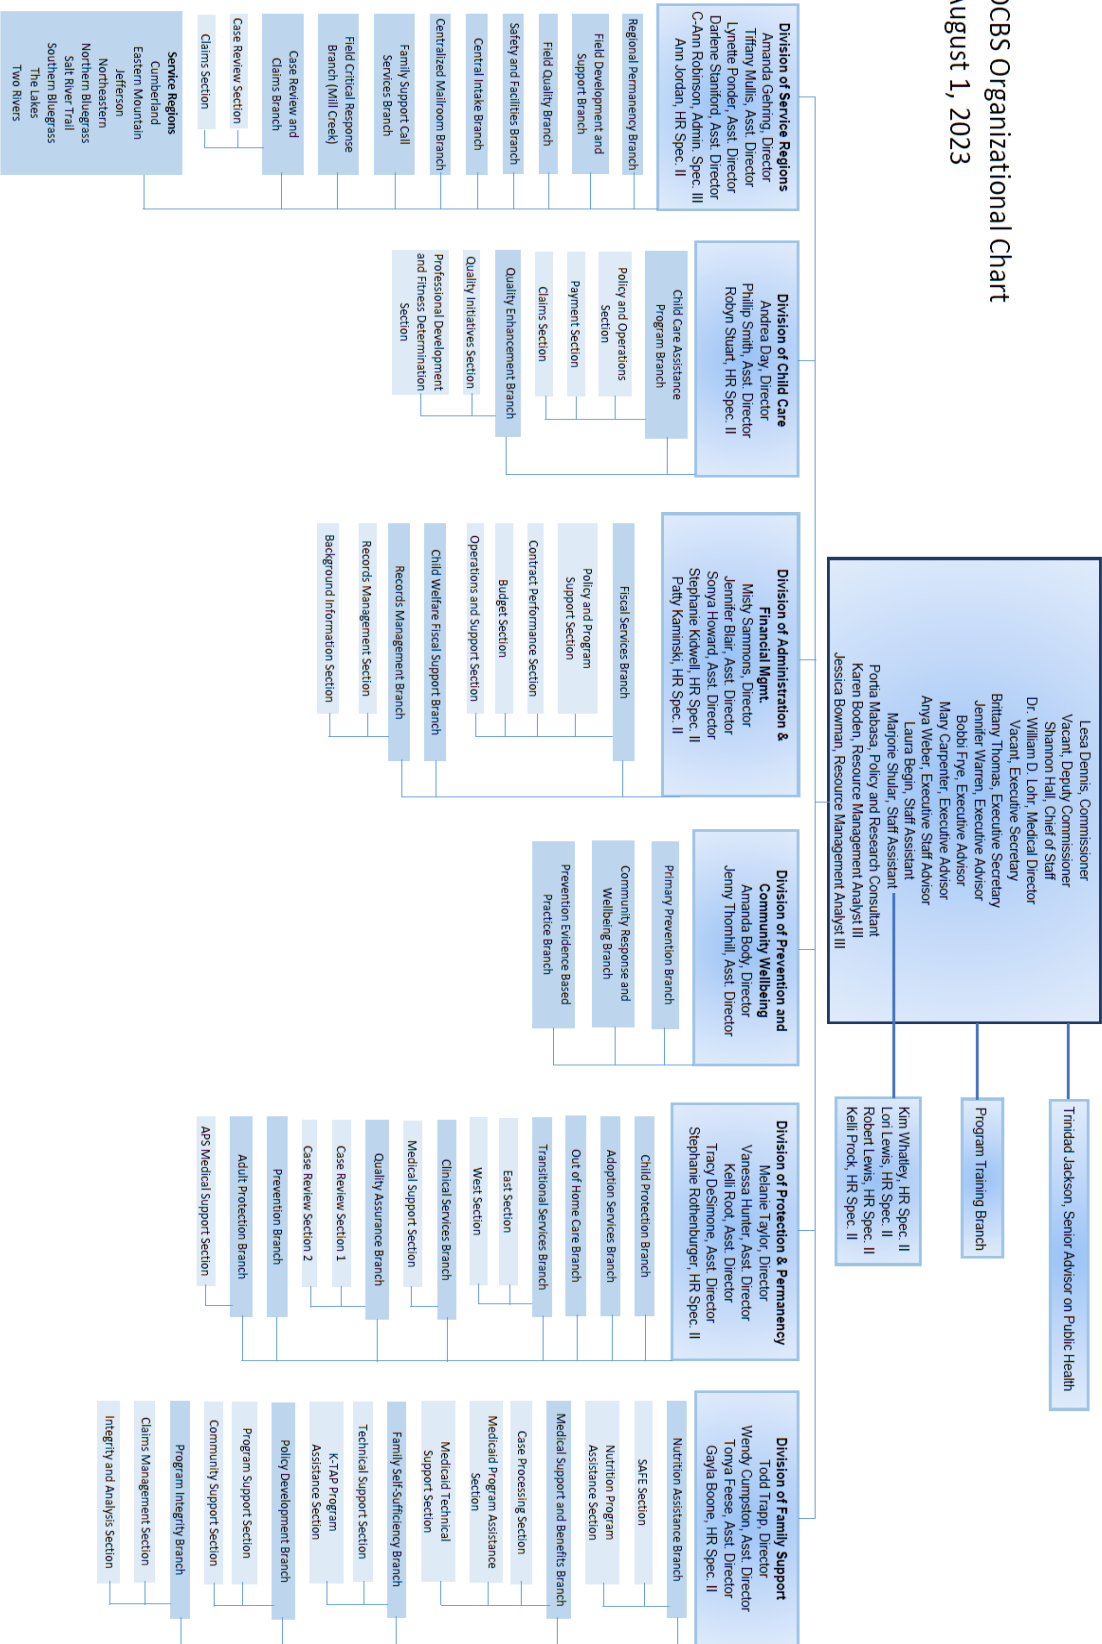 DCBS Organizational Chart
August 1, 2023
Lesa Dennis, Commissioner
Vacant, Deputy Commissioner
Shannon Hall, Chief of Staff
Dr. William D. Lohr, Medical Director
Vacant, Executive Secretary
Brittany Thomas, Executive Secretary
Jennifer Warren, Executive Advisor
Bobbi Frye, Executive Advisor
Mary Carpenter, Executive Advisor
Anya Weber, Executive Staff Advisor
Laura Begin, Staff Assistant
Marjorie Shular, Staff Assistant
Portia Mabasa, Policy and Research Consultant
Karen Boden, Resource Management Analyst III
Jessica Bowman, Resource Management Analyst III
Trinidad Jackson, Senior Advisor on Public Health
Program Training Branch
Kim Whatley, HR Spec. II
Lori Lewis, HR Spec. II
Robert Lewis, HR Spec. II
Kelli Prock, HR Spec. II
Division of Service Regions
Amanda Gehring, Director
Tiffany Mullis, Asst. Director
Lynette Ponder, Asst. Director
Darlene Staniford, Asst. Director
C-Ann Robinson, Admin. Spec. III
Ann Jordan, HR Spec. II
Regional Permanency Branch
Field Development and
Support Branch
Field Quality Branch
Safety and Facilities Branch
Central Intake Branch
Centralized Mailroom Branch
Family Support Call
Services Branch
Field Critical Response
Branch (Mill Creek)
Case Review and
Claims Branch
Case Review Section
Claims Section
Service Regions
Cumberland
Eastern Mountain
Jefferson
Northeastern
Northern Bluegrass
Salt River Trail
Southern Bluegrass
The Lakes
Two Rivers
Division of Child Care
Andrea Day, Director
Phillip Smith, Asst. Director
Robyn Stuart, HR Spec. II
Child Care Assistance
Program Branch
Policy and Operations
Section
Payment Section
Claims Section
Quality Enhancement Branch
Quality Initiatives Section
Professional Development
and Fitness Determination
Section
Division of Administration &
Financial Mgmt.
Misty Sammons, Director
Jennifer Blair, Asst. Director
Sonya Howard, Asst. Director
Stephanie Kidwell, HR Spec. II
Patty Kaminski, HR Spec. II
Fiscal Services Branch
Policy and Program
Support Section
Contract Performance Section
Budget Section
Operations and Support Section
Child Welfare Fiscal Support Branch
Records Management Branch
Records Management Section
Background Information Section
Division of Prevention and
Community Wellbeing
Amanda Body, Director
Jenny Thornhill, Asst. Director
Primary Prevention Branch
Community Response and
Wellbeing Branch
Prevention Evidence Based
Practice Branch
Division of Protection & Permanency
Melanie Taylor, Director
Vanessa Hunter, Asst. Director
Kelli Root, Asst. Director
Tracy DeSimone, Asst. Director
Stephanie Rothenburger, HR Spec. II
Child Protection Branch
Adoption Services Branch
Out of Home Care Branch
Transitional Services Branch
East Section
West Section
Clinical Services Branch
Medical Support Section
Quality Assurance Branch
Case Review Section 1
Case Review Section 2
Prevention Branch
Adult Protection Branch
APS Medical Support Section
Division of Family Support
Todd Trapp, Director
Wendy Cumpston, Asst. Director
Tonya Feese, Asst. Director
Gayla Boone, HR Spec. II
Nutrition Assistance Branch
SAFE Section
Nutrition Program
Assistance Section
Medical Support and Benefits Branch
Case Processing Section
Medicaid Program Assistance
Section
Medicaid Technical
Support Section
Family Self-Sufficiency Branch
Technical Support Section
K-TAP Program
Assistance Section
Policy Development Branch
Program Support Section
Community Support Section
Program Integrity Branch
Claims Management Section
Integrity and Analysis Section